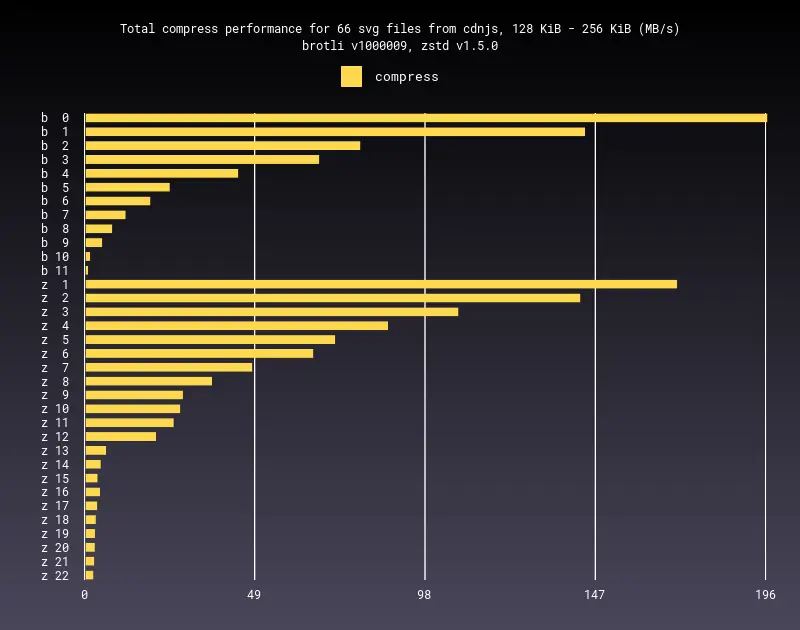 Total compress performance for 66 svg files from cdnjs, 128 KiB - 256 KiB (MB/s)
brotli v1000009, zstd v1.5.0
compress
b  0
b  1
b  2
b  3
b  4
b  5
b  6
b  7
b  8
b  9
b 10
b 11
z  1
z  2
z  3
z  4
z  5
z  6
z  7
z  8
z  9
z 10
z 11
z 12
z 13
z 14
z 15
z 16
z 17
z 18
z 19
z 20
z 21
z 22
0 49 98 147 196